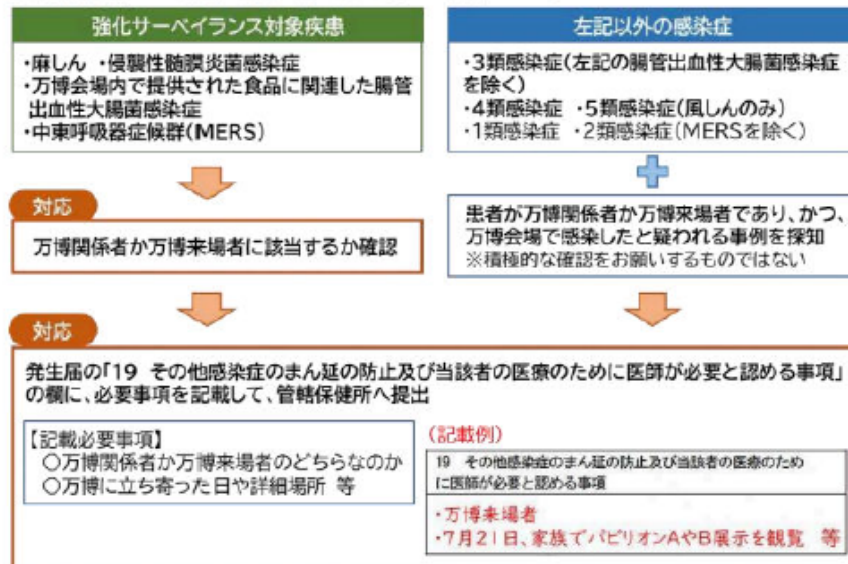 強化サーベイランス対象疾患
・麻しん ・侵襲性髄膜炎菌感染症
・万博会場内で提供された食品に関連した腸管
出血性大腸菌感染症
・中東呼吸器症候群(MERS)
左記以外の感染症
・3類感染症(左記の腸管出血性大腸菌感染症
を除く)
・4類感染症 ・5類感染症(風しんのみ)
・1類感染症 ・2類感染症(MERSを除く)
対応
万博関係者か万博来場者に該当するか確認
患者が万博関係者か万博来場者であり、かつ、
万博会場で感染したと疑われる事例を探知
※積極的な確認をお願いするものではない
対応
発生届の「19 その他感染症のまん延の防止及び当該者の医療のために医師が必要と認める事項」
の欄に、必要事項を記載して、管轄保健所へ提出
【記載必要事項】
○万博関係者か万博来場者のどちらなのか
○万博に立ち寄った日や詳細場所 等
(記載例)
19 その他感染症のまん延の防止及び当該者の医療のため
に医師が必要と認める事項
・万博来場者
・7月21日、家族でパビリオンAやB展示を観覧 等